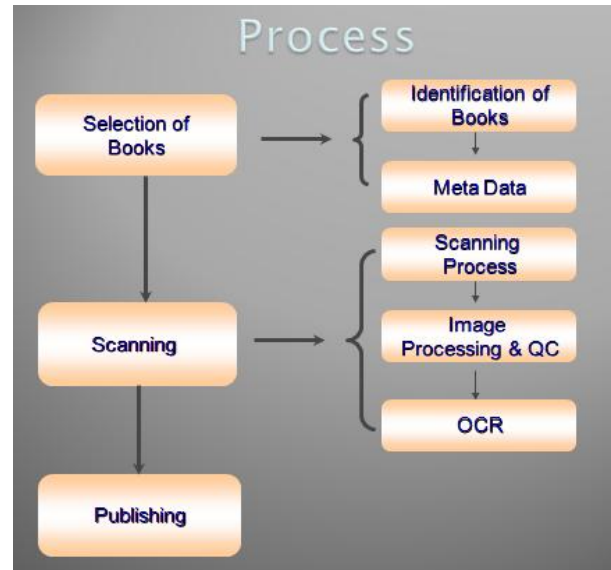 Process
Selection of
Books
Identification of
Books
Meta Data
Scanning
Scanning
Process
Image
Processing & QC
OCR
Publishing